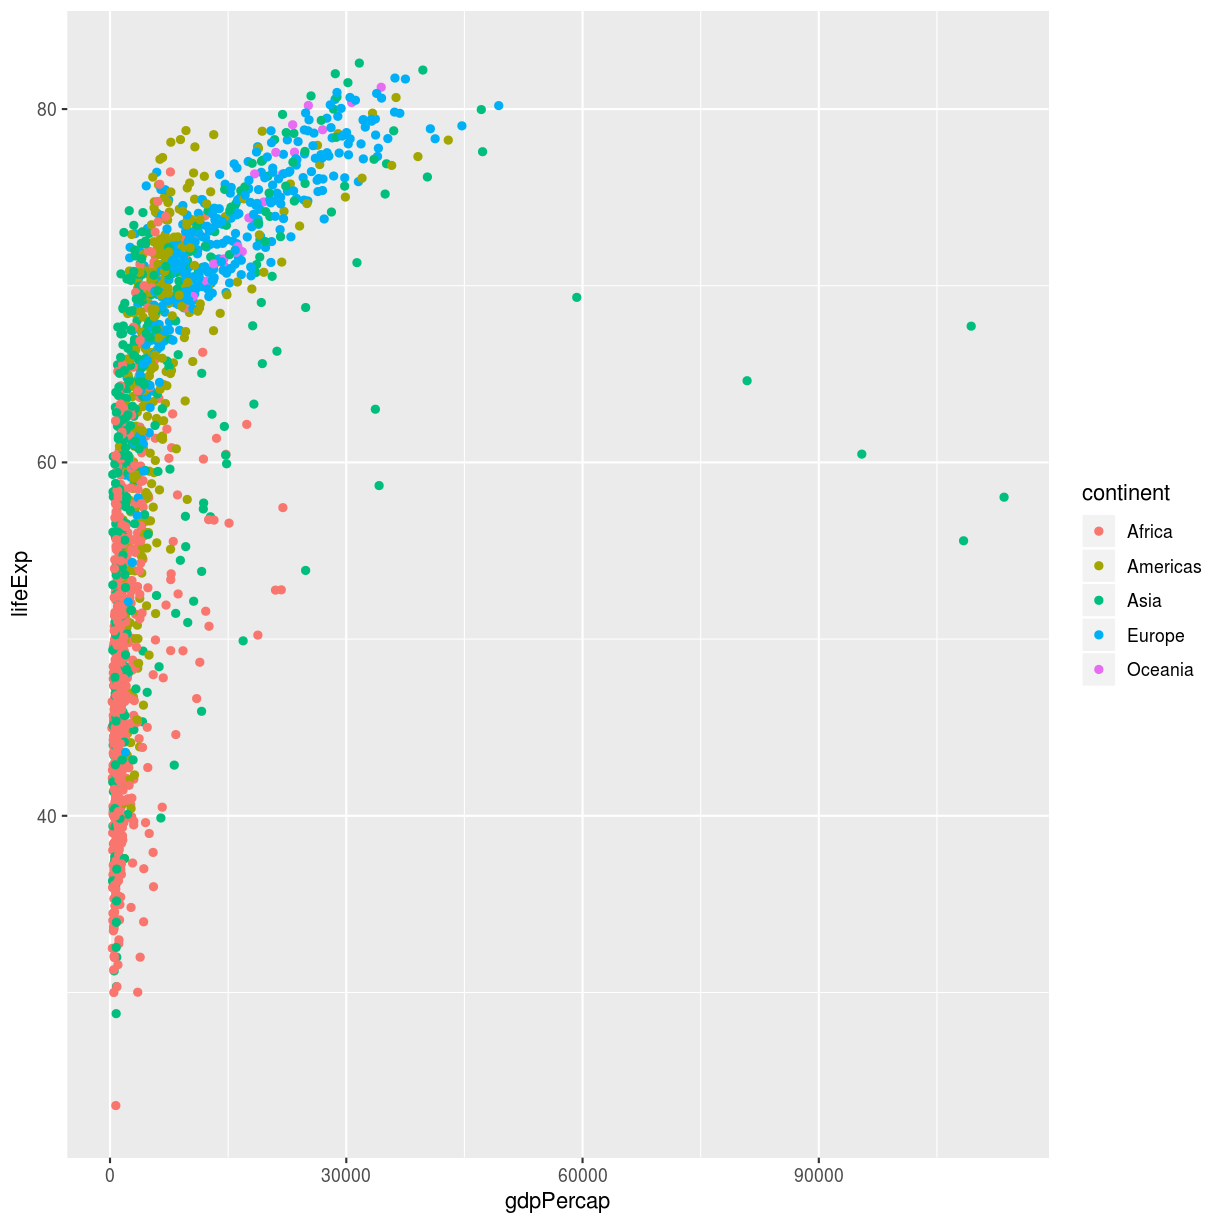 80
60
40
lifeExp
0
30000
60000
90000
gdpPercap
continent
Africa
Americas
Asia
Europe
Oceania